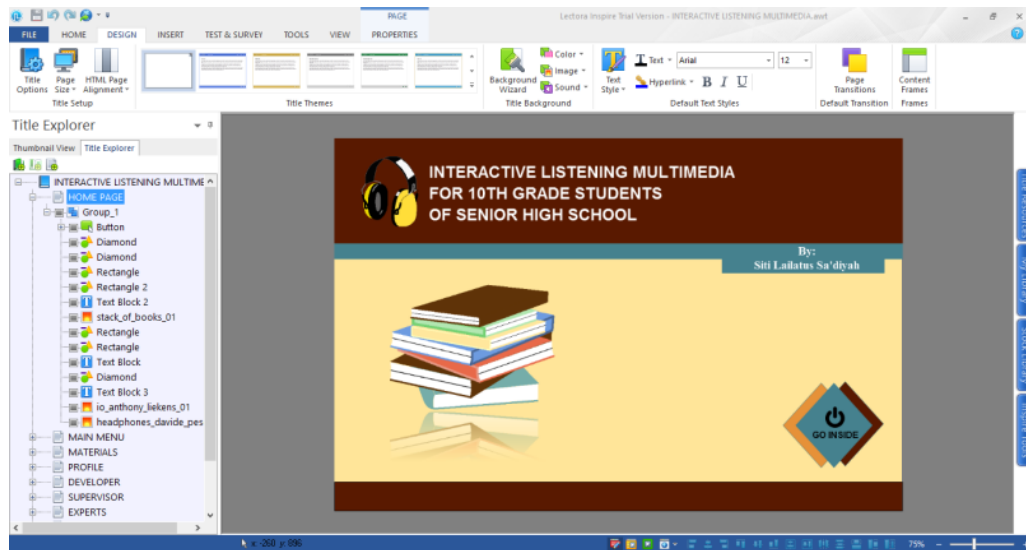 PAGE
Lectora Inspire Trial Version - INTERACTIVE LISTENING MULTIMEDIA.awt
FILE HOME DESIGN INSERT TEST & SURVEY TOOLS VIEW PROPERTIES
Title Options
Page Size
HTML Page Alignment
Title Setup
Title Themes
Background Wizard
Color
Image
Sound
Title Background
Text Style
Text Arial 12
Hyperlink B I U
Default Text Styles
Page Transitions
Default Transition
Content Frames
Frames
Title Explorer
Thumbnail View Title Explorer
INTERACTIVE LISTENING MULTIME
HOME PAGE
Group_1
Button
Diamond
Diamond
Rectangle
Rectangle 2
Text Block 2
stack_of_books_01
Rectangle
Rectangle
Text Block
Diamond
Text Block 3
io_anthony_liekens_01
headphones_davide_pes
MAIN MENU
MATERIALS
PROFILE
DEVELOPER
SUPERVISOR
EXPERTS
INTERACTIVE LISTENING MULTIMEDIA
FOR 10TH GRADE STUDENTS
OF SENIOR HIGH SCHOOL
By:
Siti Lailatus Sa'diyah
GO INSIDE
x: -260 y: 896
75%